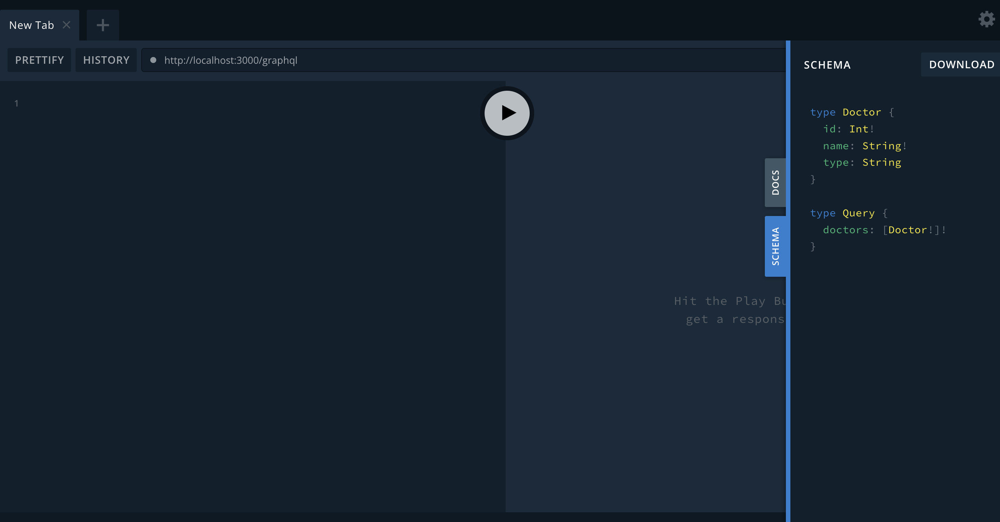 New Tab
PRETTIFY
HISTORY
http://localhost:3000/graphql
1
Hit the Play Bu
get a respons
DOCS
SCHEMA
SCHEMA
DOWNLOAD
type Doctor {
  id: Int!
  name: String!
  type: String
}
type Query {
  doctors: [Doctor!]!
}